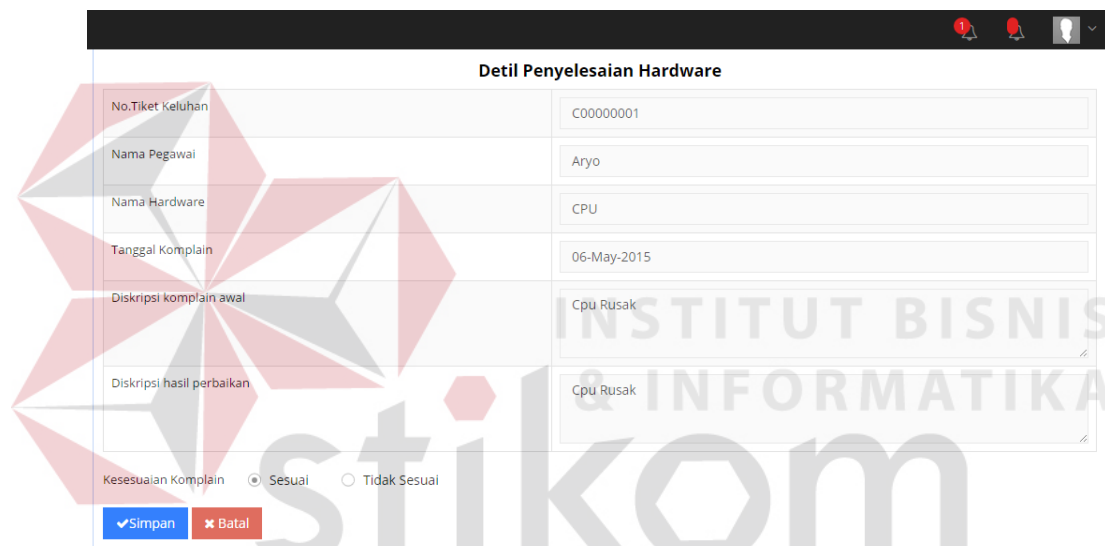 1
Detil Penyelesaian Hardware
No.Tiket Keluhan
C00000001
Nama Pegawai
Aryo
Nama Hardware
CPU
Tanggal Komplain
06-May-2015
Diskripsi komplain awal
Cpu Rusak
INSTITUT BISNIS
Diskripsi hasil perbaikan
Cpu Rusak
& INFORMATIKA
stikom
Kesesuaian Komplain Sesuai Tidak Sesuai
Simpan Batal